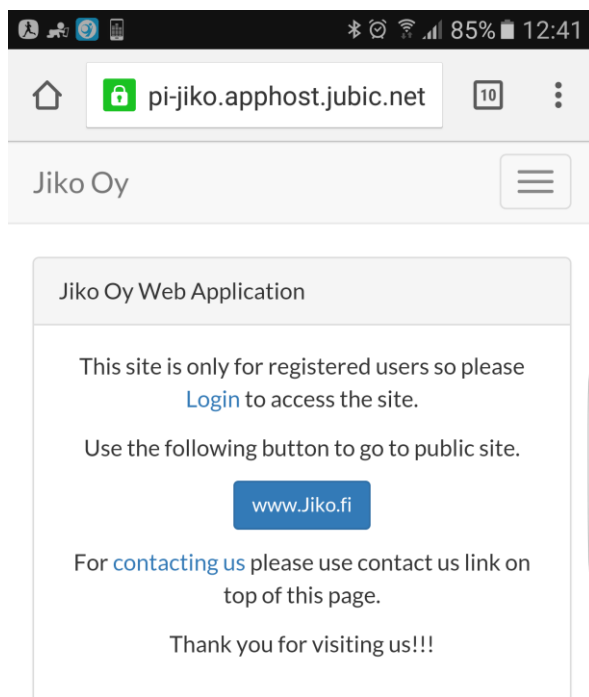 85% 12:41
pi-jiko.apphost.jubic.net 10
Jiko Oy
Jiko Oy Web Application
This site is only for registered users so please
Login to access the site.
Use the following button to go to public site.
www.Jiko.fi
For contacting us please use contact us link on
top of this page.
Thank you for visiting us!!!